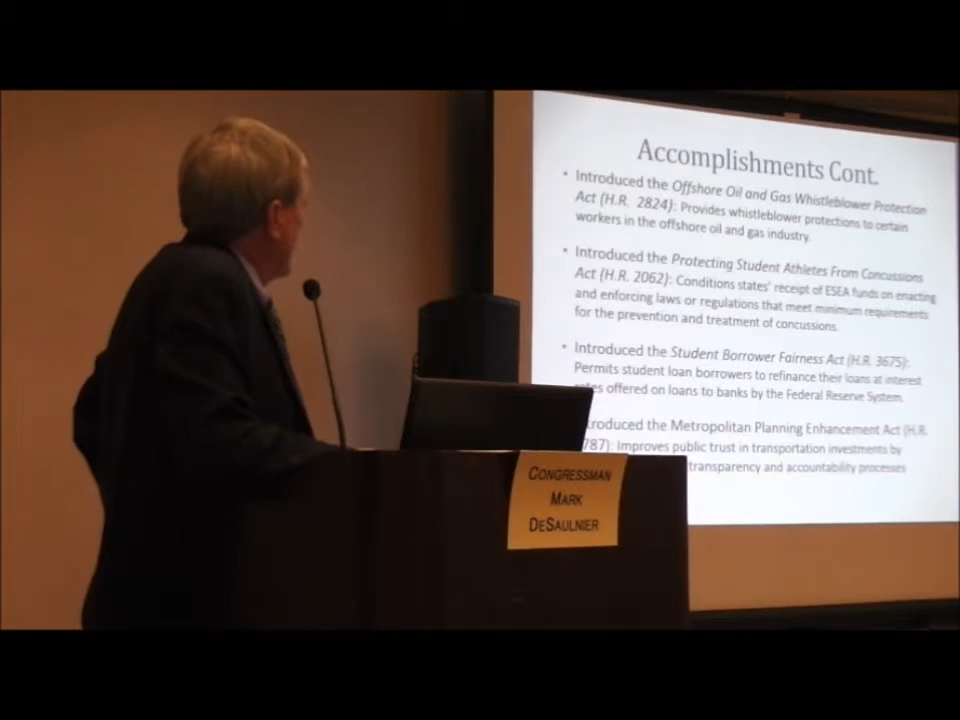 Accomplishments Cont.
• Introduced the Offshore Oil and Gas Whistleblower Protection
Act (H.R. 2824): Provides whistleblower protections to certain
workers in the offshore oil and gas industry.
• Introduced the Protecting Student Athletes From Concussions
Act (H.R. 2062): Conditions states' receipt of ESEA funds on enacting
and enforcing laws or regulations that meet minimum requirements
for the prevention and treatment of concussions.
• Introduced the Student Borrower Fairness Act (H.R. 3675):
Permits student loan borrowers to refinance their loans at interest
rates offered on loans to banks by the Federal Reserve System.
troduced the Metropolitan Planning Enhancement Act (H.R.
787): Improves public trust in transportation investments by
transparency and accountability processes
CONGRESSMAN
MARK
DESAULNIER